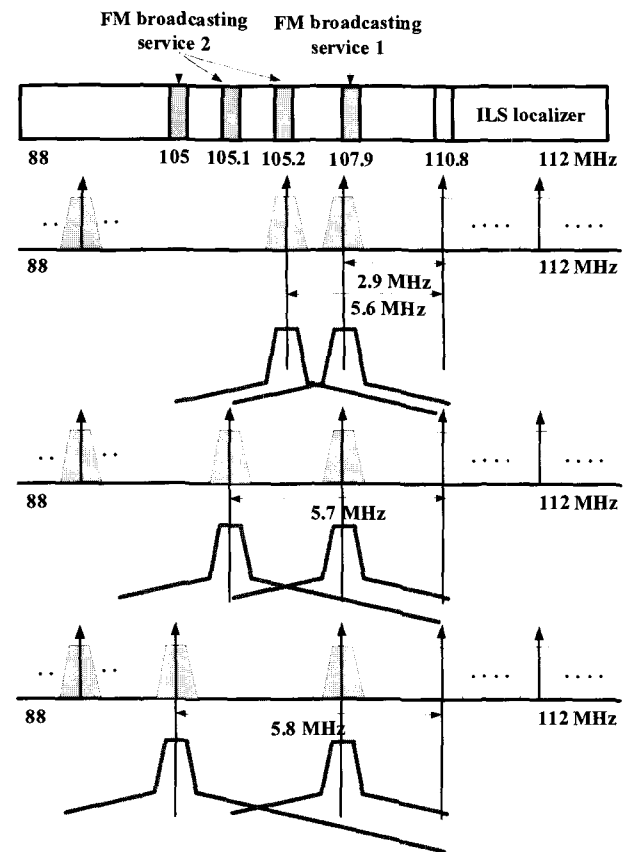 FM broadcasting
service 2
FM broadcasting
service 1
ILS localizer
88 105 105.1 105.2 107.9 110.8 112 MHz
.. .. .... ....
88 112 MHz
2.9 MHz
5.6 MHz
.. .. .... ....
88 112 MHz
5.7 MHz
.. .. .... ....
88 112 MHz
5.8 MHz